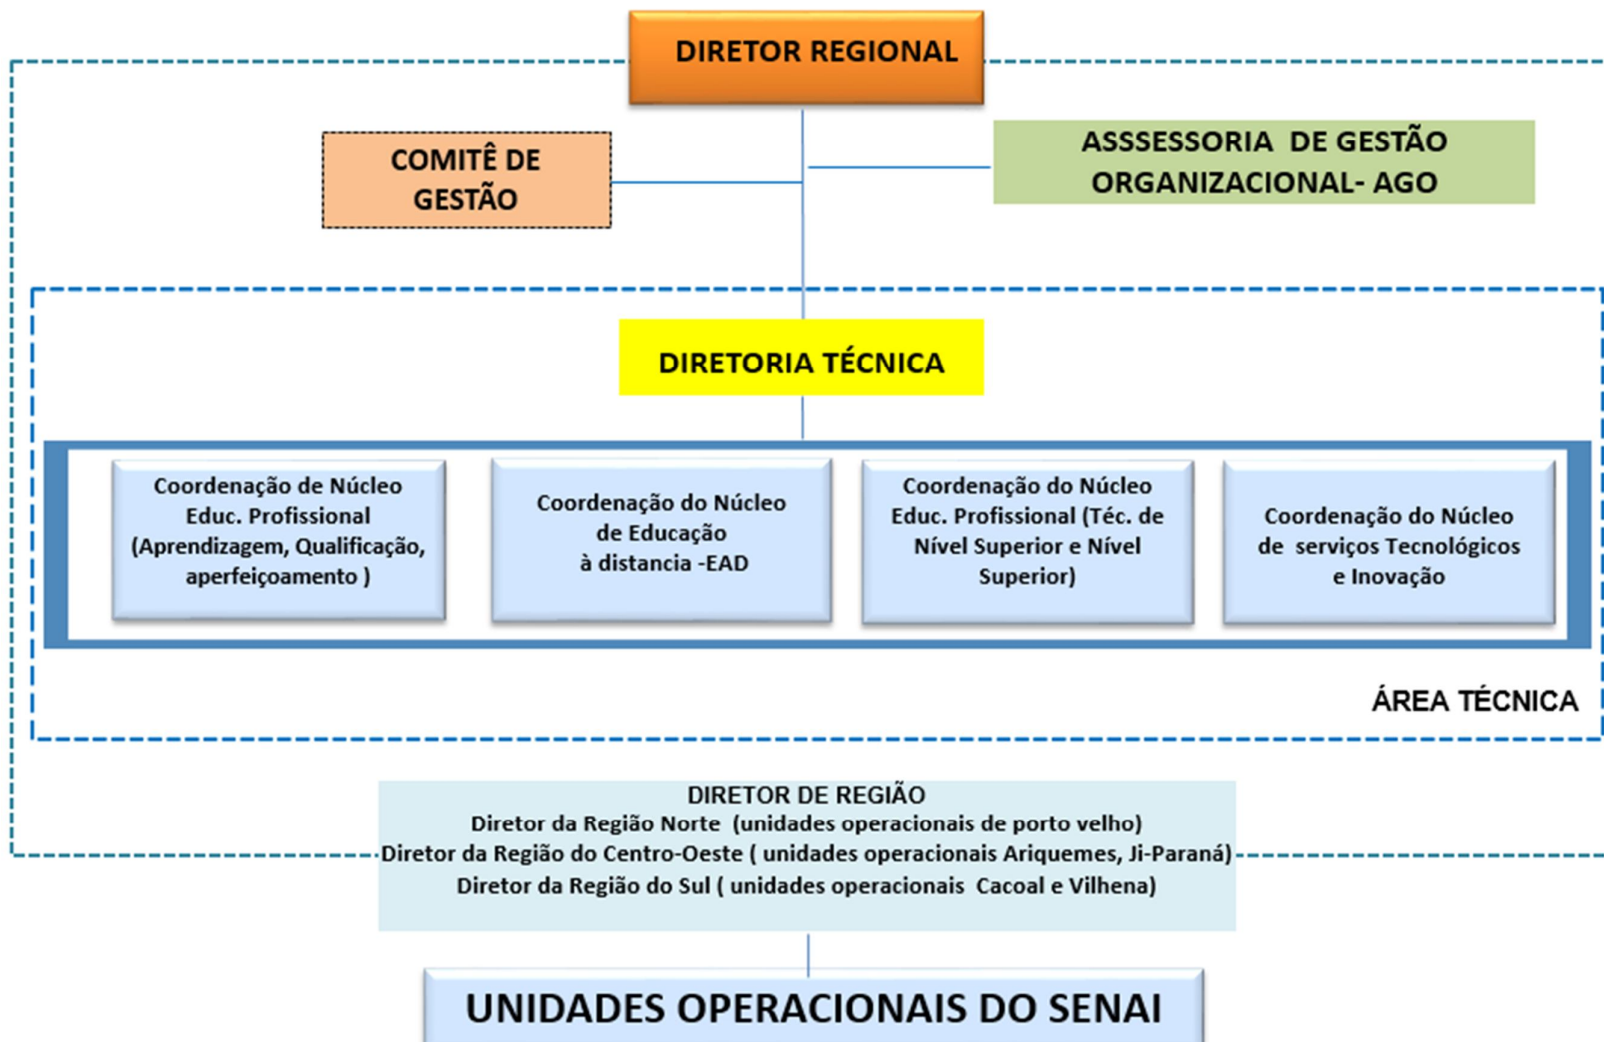 DIRETOR REGIONAL
COMITÊ DE
GESTÃO
ASSSESSORIA DE GESTÃO
ORGANIZACIONAL- AGO
DIRETORIA TÉCNICA
Coordenação de Núcleo
Educ. Profissional
(Aprendizagem, Qualificação,
aperfeiçoamento )
Coordenação do Núcleo
de Educação
à distancia -EAD
Coordenação do Núcleo
Educ. Profissional (Téc. de
Nível Superior e Nível
Superior)
Coordenação do Núcleo
de serviços Tecnológicos
e Inovação
ÁREA TÉCNICA
DIRETOR DE REGIÃO
Diretor da Região Norte (unidades operacionais de porto velho)
Diretor da Região do Centro-Oeste ( unidades operacionais Ariquemes, Ji-Paraná)
Diretor da Região do Sul ( unidades operacionais Cacoal e Vilhena)
UNIDADES OPERACIONAIS DO SENAI